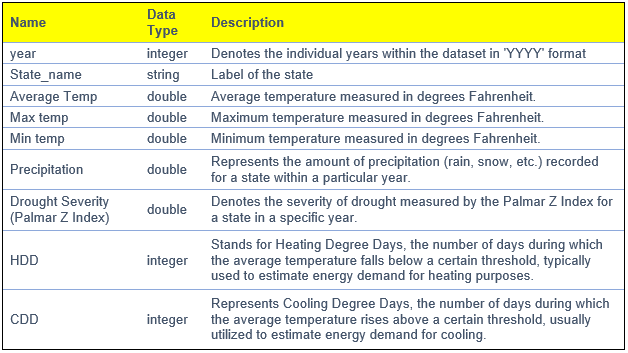 Name Data Type Description
year integer Denotes the individual years within the dataset in 'YYYY' format
State_name string Label of the state
Average Temp double Average temperature measured in degrees Fahrenheit.
Max temp double Maximum temperature measured in degrees Fahrenheit.
Min temp double Minimum temperature measured in degrees Fahrenheit.
Precipitation double Represents the amount of precipitation (rain, snow, etc.) recorded
for a state within a particular year.
Drought Severity
(Palmar Z Index) double Denotes the severity of drought measured by the Palmar Z Index for
a state in a specific year.
HDD integer Stands for Heating Degree Days, the number of days during which
the average temperature falls below a certain threshold, typically
used to estimate energy demand for heating purposes.
CDD integer Represents Cooling Degree Days, the number of days during which
the average temperature rises above a certain threshold, usually
utilized to estimate energy demand for cooling.